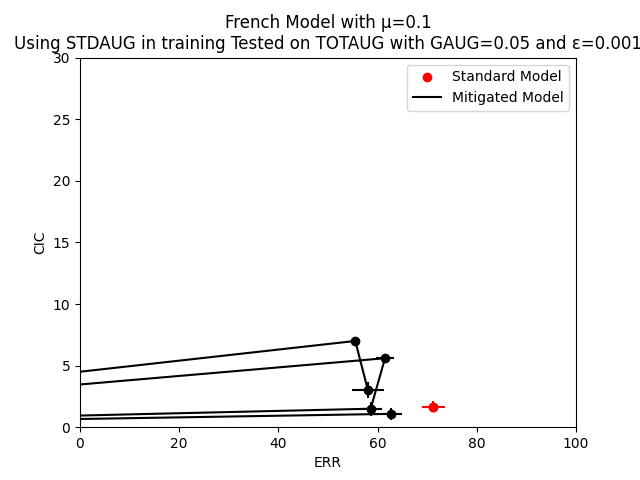 French Model with μ=0.1
Using STDAUG in training Tested on TOTAUG with GAUG=0.05 and ε=0.001
Standard Model
Mitigated Model
30
25
20
15
10
5
0
CIC
0 20 40 60 80 100
ERR